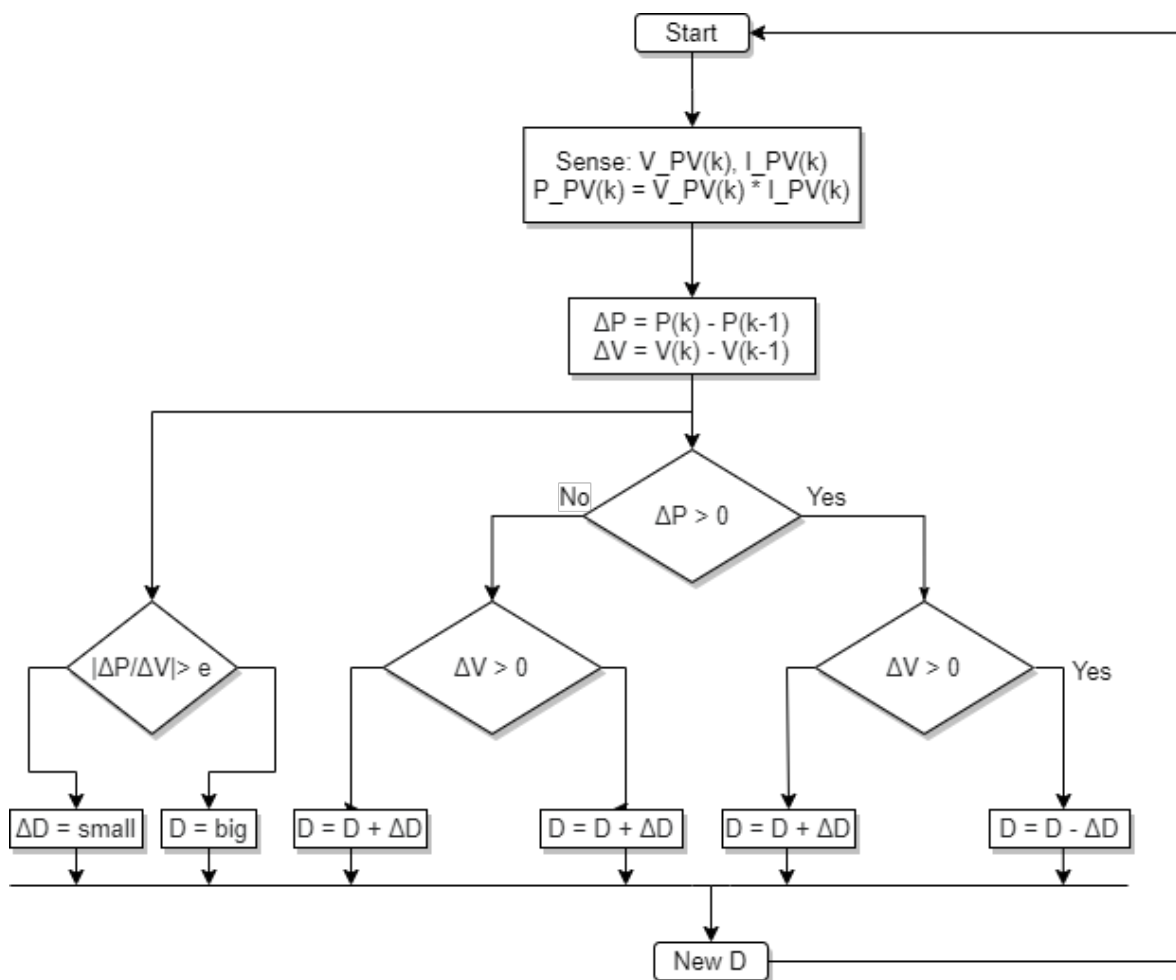 Start
Sense: V_PV(k), I_PV(k)
P_PV(k) = V_PV(k) * I_PV(k)
ΔP = P(k) - P(k-1)
ΔV = V(k) - V(k-1)
No
Yes
ΔP > 0
|ΔP/ΔV|> e
ΔV > 0
ΔV > 0
Yes
ΔD = small
D = big
D = D + ΔD
D = D + ΔD
D = D + ΔD
D = D - ΔD
New D